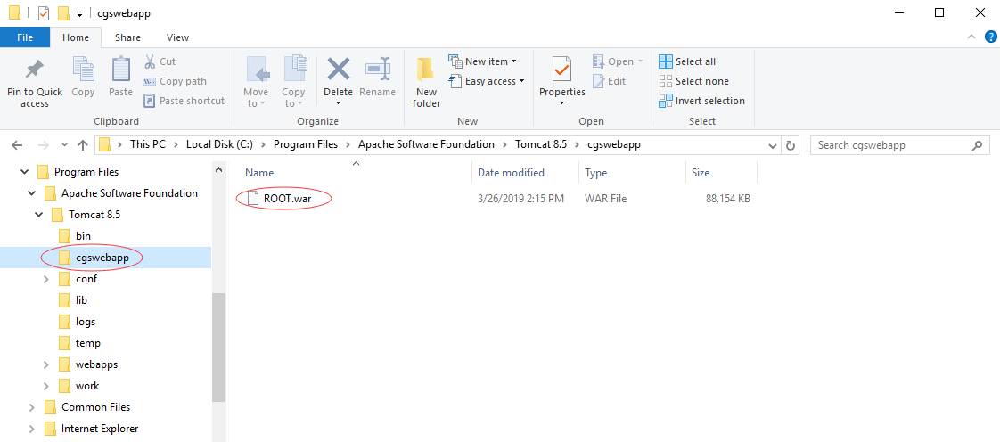 cgswebapp
File Home Share View
Pin to Quick access
Copy
Paste
Cut
Copy path
Paste shortcut
Clipboard
Move to
Copy to
Delete
Rename
Organize
New folder
New item
Easy access
New
Properties
Open
Edit
Open
Select all
Select none
Invert selection
Select
This PC Local Disk (C:) Program Files Apache Software Foundation Tomcat 8.5 cgswebapp
Search cgswebapp
Program Files
Apache Software Foundation
Tomcat 8.5
bin
cgswebapp
conf
lib
logs
temp
webapps
work
Common Files
Internet Explorer
Name Date modified Type Size
ROOT.war 3/26/2019 2:15 PM WAR File 88,154 KB